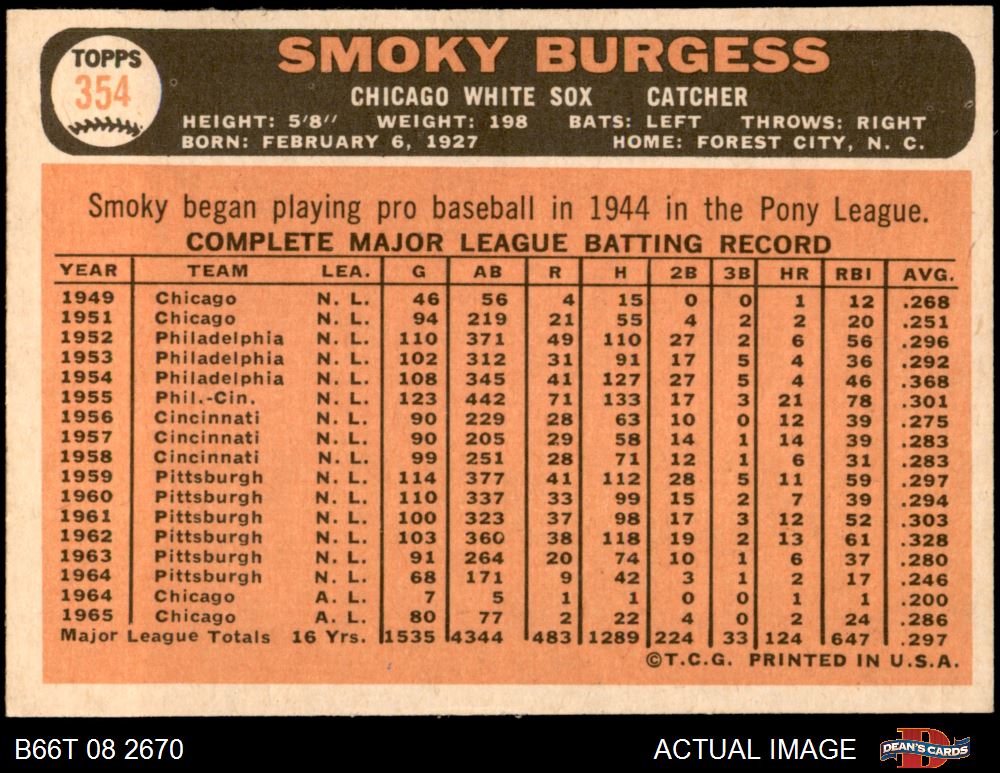 TOPPS
354
SMOKY BURGESS
CHICAGO WHITE SOX CATCHER
HEIGHT: 5'8'' WEIGHT: 198 BATS: LEFT THROWS: RIGHT
BORN: FEBRUARY 6, 1927 HOME: FOREST CITY, N. C.
Smoky began playing pro baseball in 1944 in the Pony League.
COMPLETE MAJOR LEAGUE BATTING RECORD
YEAR TEAM LEA. G AB R H 2B 3B HR RBI AVG.
1949 Chicago N. L. 46 56 4 15 0 0 1 12 .268
1951 Chicago N. L. 94 219 21 55 4 2 2 20 .251
1952 Philadelphia N. L. 110 371 49 110 27 2 6 56 .296
1953 Philadelphia N. L. 102 312 31 91 17 5 4 36 .292
1954 Philadelphia N. L. 108 345 41 127 27 5 4 46 .368
1955 Phil.-Cin. N. L. 123 442 71 133 17 3 21 78 .301
1956 Cincinnati N. L. 90 229 28 63 10 0 12 39 .275
1957 Cincinnati N. L. 90 205 29 58 14 1 14 39 .283
1958 Cincinnati N. L. 99 251 28 71 12 1 6 31 .283
1959 Pittsburgh N. L. 114 377 41 112 28 5 11 59 .297
1960 Pittsburgh N. L. 110 337 33 99 15 2 7 39 .294
1961 Pittsburgh N. L. 100 323 37 98 17 3 12 52 .303
1962 Pittsburgh N. L. 103 360 38 118 19 2 13 61 .328
1963 Pittsburgh N. L. 91 264 20 74 10 1 6 37 .280
1964 Pittsburgh N. L. 68 171 9 42 3 1 2 17 .246
1964 Chicago A. L. 7 5 1 1 0 0 1 1 .200
1965 Chicago A. L. 80 77 2 22 4 0 2 24 .286
Major League Totals 16 Yrs. 1535 4344 483 1289 224 33 124 647 .297
©T.C.G. PRINTED IN U.S.A.
B66T 08 2670 ACTUAL IMAGE DEAN'S CARDS